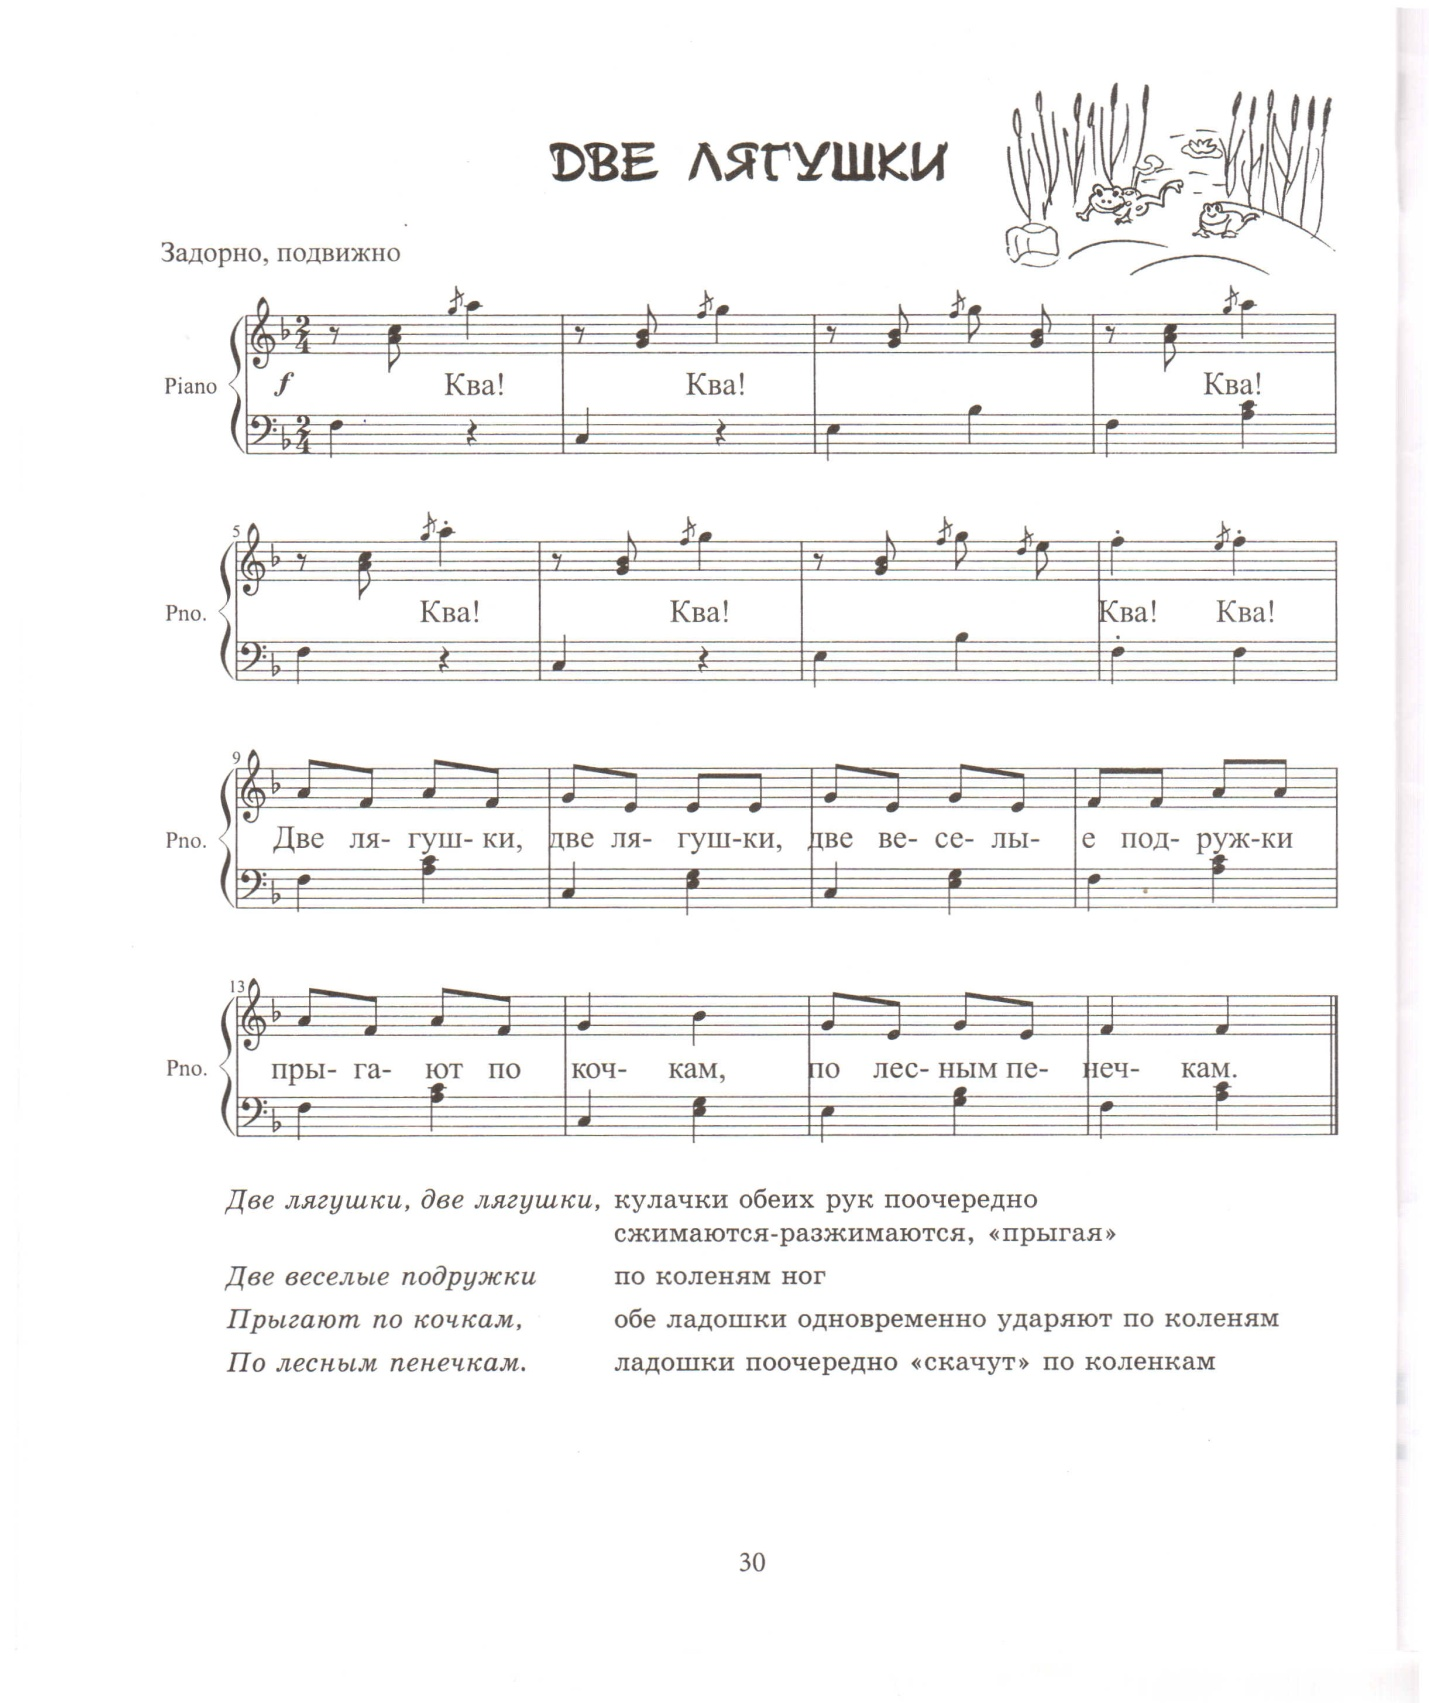 ДВЕ ЛЯГУШКИ
Задорно, подвижно
Piano
f
Ква! Ква! Ква!
5
Pno.
Ква! Ква! Ква! Ква!
9
Pno.
Две ля- гуш- ки, две ля- гуш-ки, две ве- се- лы- е под- руж-ки
13
Pno.
пры- га- ют по коч- кам, по лес- ным пе- неч- кам.
Две лягушки, две лягушки, кулачки обеих рук поочередно
сжимаются-разжимаются, «прыгая»
Две веселые подружки по коленям ног
Прыгают по кочкам, обе ладошки одновременно ударяют по коленям
По лесным пенечкам. ладошки поочередно «скачут» по коленкам
30